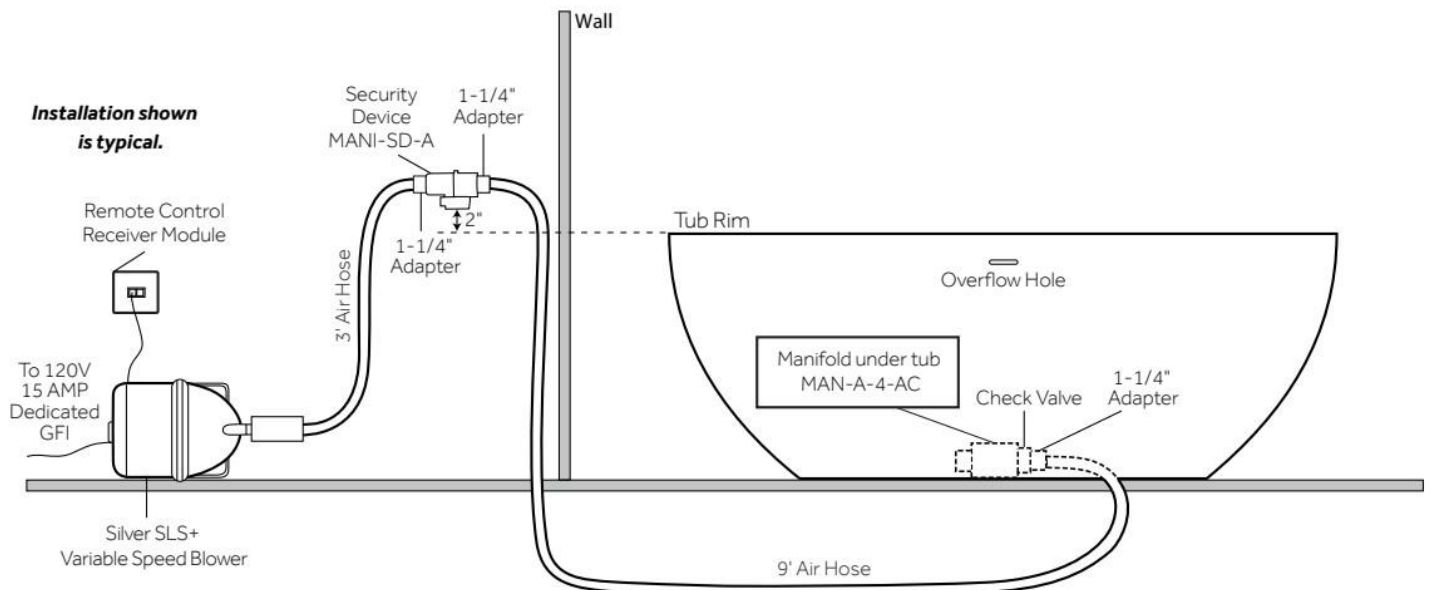 Wall
Installation shown
is typical.
Security
Device
MANI-SD-A
1-1/4"
Adapter
Remote Control
Receiver Module
2"
1-1/4"
Adapter
3' Air Hose
Tub Rim
Overflow Hole
To 120V
15 AMP
Dedicated
GFI
Manifold under tub
MAN-A-4-AC
Check Valve
1-1/4"
Adapter
Silver SLS+
Variable Speed Blower
9' Air Hose